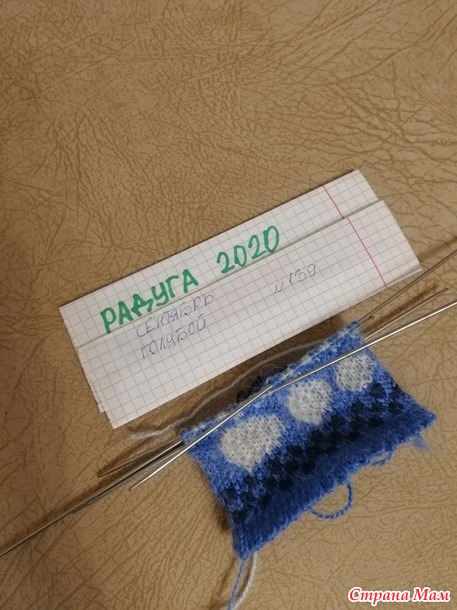 РАДУГА 2020
СЕНТЯБРЬ
ГОЛУБОЙ
№139
Страна Мам